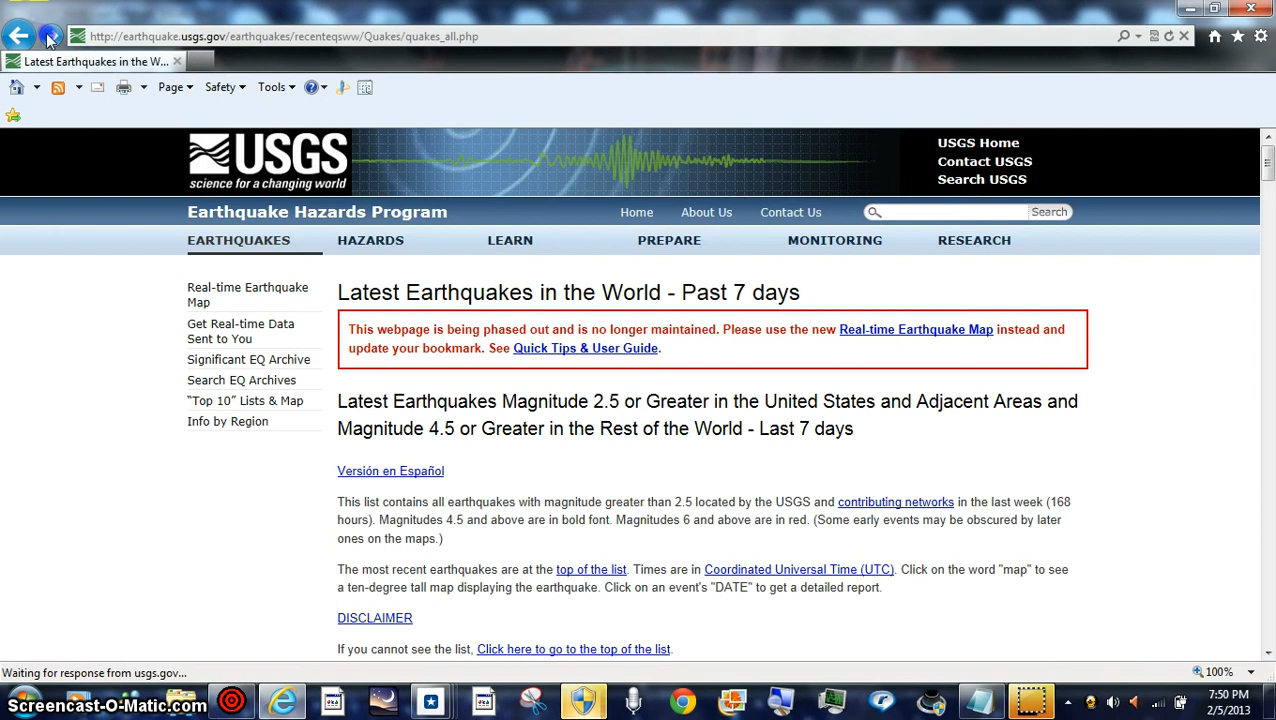 http://earthquake.usgs.gov/earthquakes/recenteqsww/Quakes/quakes_all.php
Latest Earthquakes in the W...
Page Safety Tools
USGS
science for a changing world
USGS Home
Contact USGS
Search USGS
Earthquake Hazards Program
Home About Us Contact Us Search
EARTHQUAKES HAZARDS LEARN PREPARE MONITORING RESEARCH
Real-time Earthquake
Map
Get Real-time Data
Sent to You
Significant EQ Archive
Search EQ Archives
“Top 10” Lists & Map
Info by Region
Latest Earthquakes in the World - Past 7 days
This webpage is being phased out and is no longer maintained. Please use the new Real-time Earthquake Map instead and
update your bookmark. See Quick Tips & User Guide.
Latest Earthquakes Magnitude 2.5 or Greater in the United States and Adjacent Areas and
Magnitude 4.5 or Greater in the Rest of the World - Last 7 days
Versión en Español
This list contains all earthquakes with magnitude greater than 2.5 located by the USGS and contributing networks in the last week (168
hours). Magnitudes 4.5 and above are in bold font. Magnitudes 6 and above are in red. (Some early events may be obscured by later
ones on the maps.)
The most recent earthquakes are at the top of the list. Times are in Coordinated Universal Time (UTC). Click on the word "map" to see
a ten-degree tall map displaying the earthquake. Click on an event's "DATE" to get a detailed report.
DISCLAIMER
If you cannot see the list, Click here to go to the top of the list.
Waiting for response from usgs.gov...
100%
Screencast-O-Matic.com
7:50 PM
2/5/2013